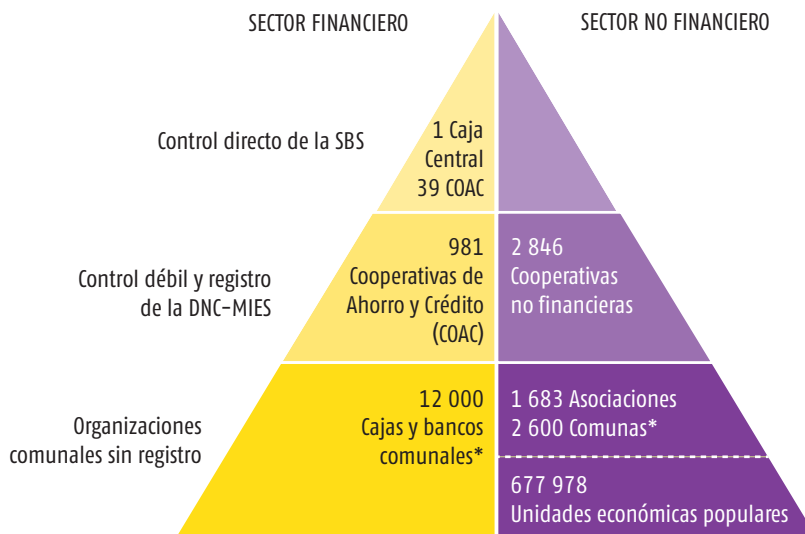 SECTOR FINANCIERO
SECTOR NO FINANCIERO
Control directo de la SBS
1 Caja
Central
39 COAC
Control débil y registro
de la DNC-MIES
981
Cooperativas de
Ahorro y Crédito
(COAC)
2 846
Cooperativas
no financieras
Organizaciones
comunales sin registro
12 000
Cajas y bancos
comunales*
1 683 Asociaciones
2 600 Comunas*
677 978
Unidades económicas populares